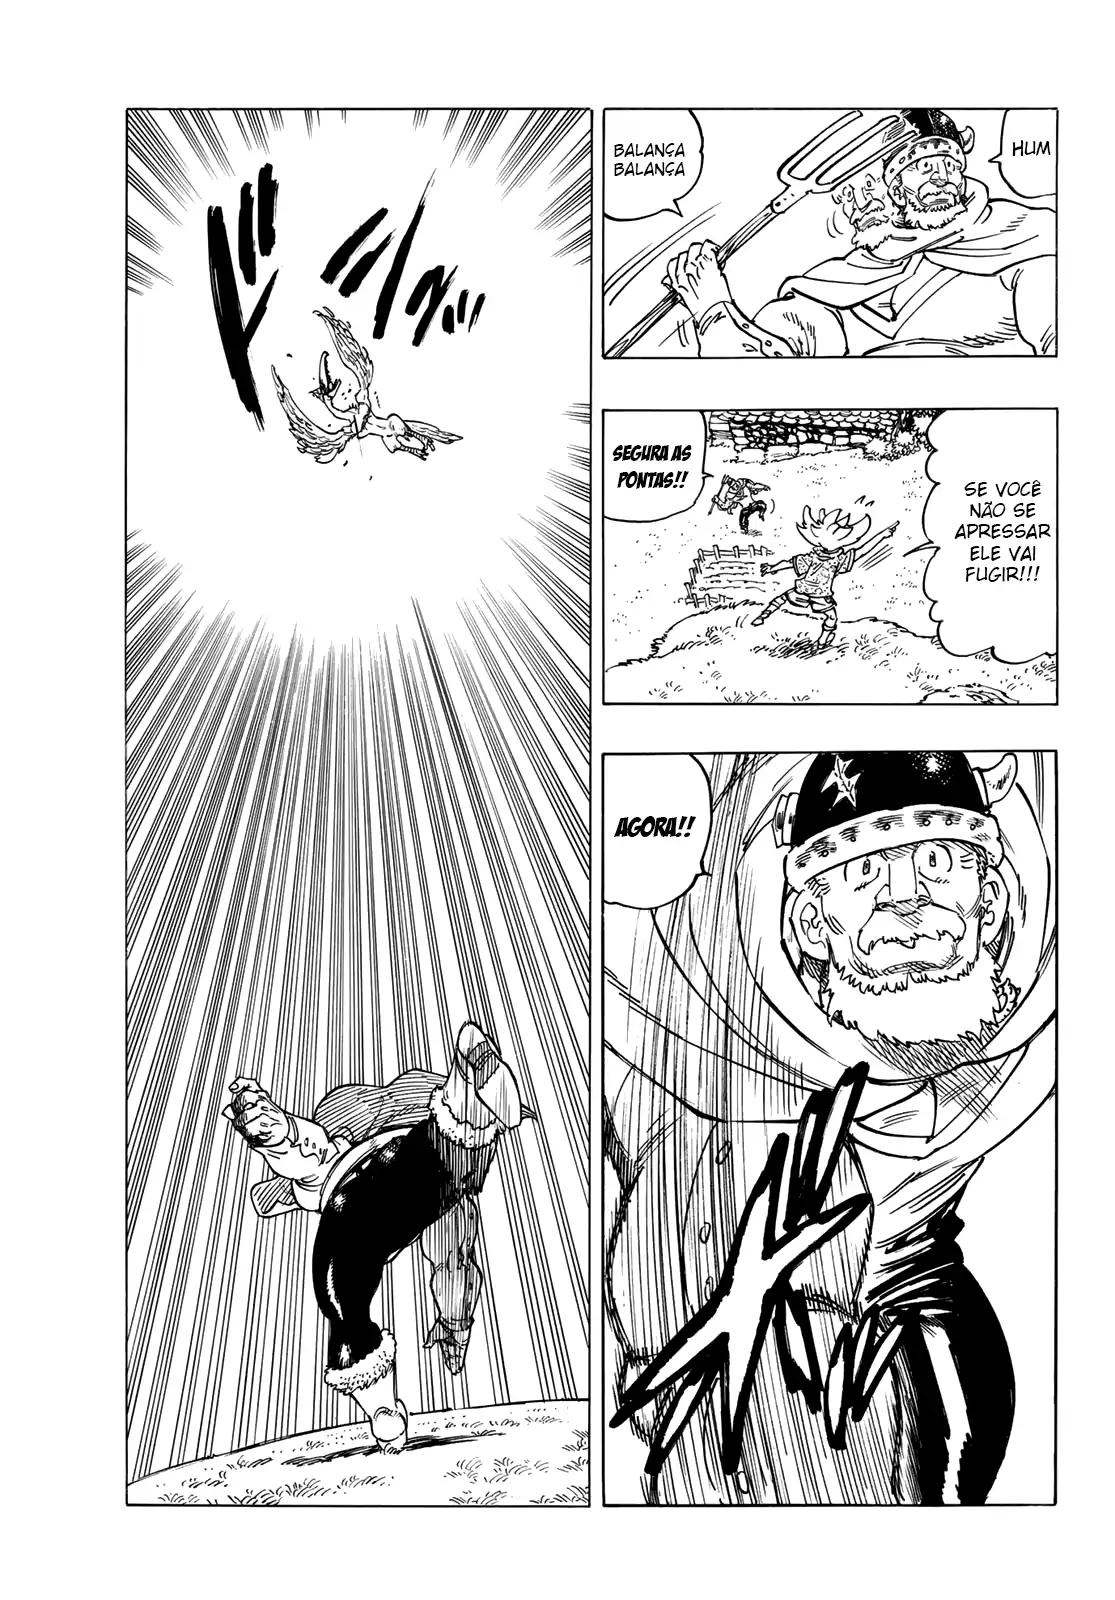 HUM
BALANÇA
BALANÇA
SE VOCÊ
NÃO SE
APRESSAR
ELE VAI
FUGIR!!!
SEGURA AS
PONTAS!!
AGORA!!